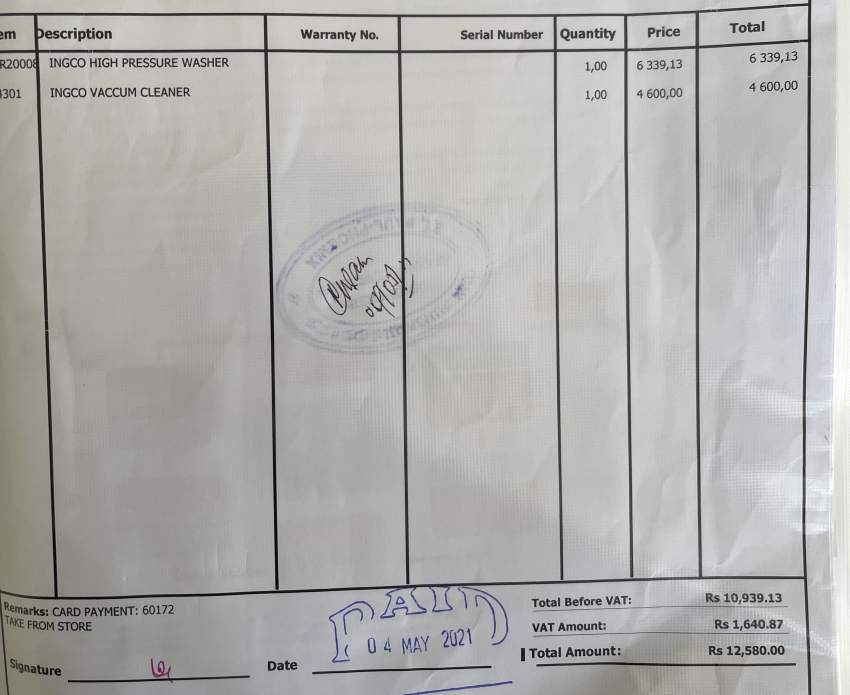 em Description Warranty No. Serial Number Quantity Price Total
R20008 INGCO HIGH PRESSURE WASHER 1,00 6 339,13 6 339,13
301 INGCO VACCUM CLEANER 1,00 4 600,00 4 600,00
Remarks: CARD PAYMENT: 60172
TAKE FROM STORE
PAID
04 MAY 2021
Total Before VAT: Rs 10,939.13
VAT Amount: Rs 1,640.87
Total Amount: Rs 12,580.00
Signature
Date